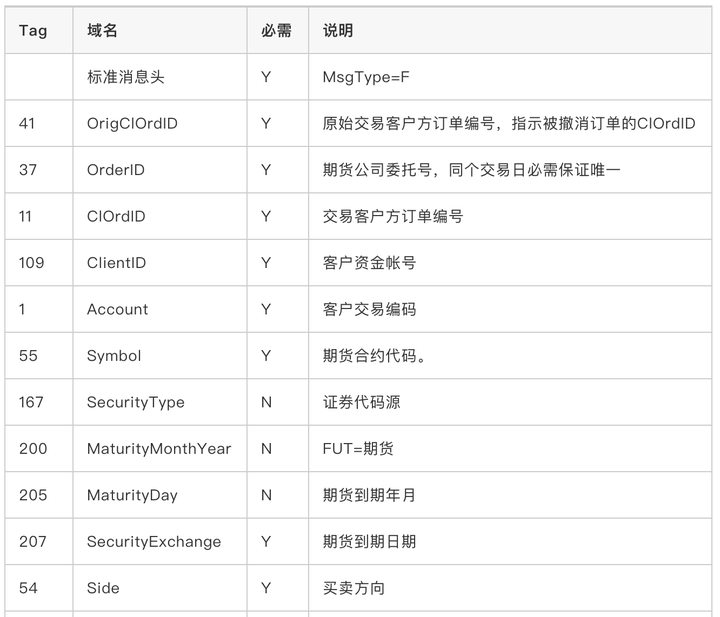 Tag 域名 必需 说明
标准消息头 Y MsgType=F
41 OrigClOrdID Y 原始交易客户方订单编号，指示被撤消订单的ClOrdID
37 OrderID Y 期货公司委托号，同个交易日必需保证唯一
11 ClOrdID Y 交易客户方订单编号
109 ClientID Y 客户资金帐号
1 Account Y 客户交易编码
55 Symbol Y 期货合约代码。
167 SecurityType N 证券代码源
200 MaturityMonthYear N FUT=期货
205 MaturityDay N 期货到期年月
207 SecurityExchange Y 期货到期日期
54 Side Y 买卖方向